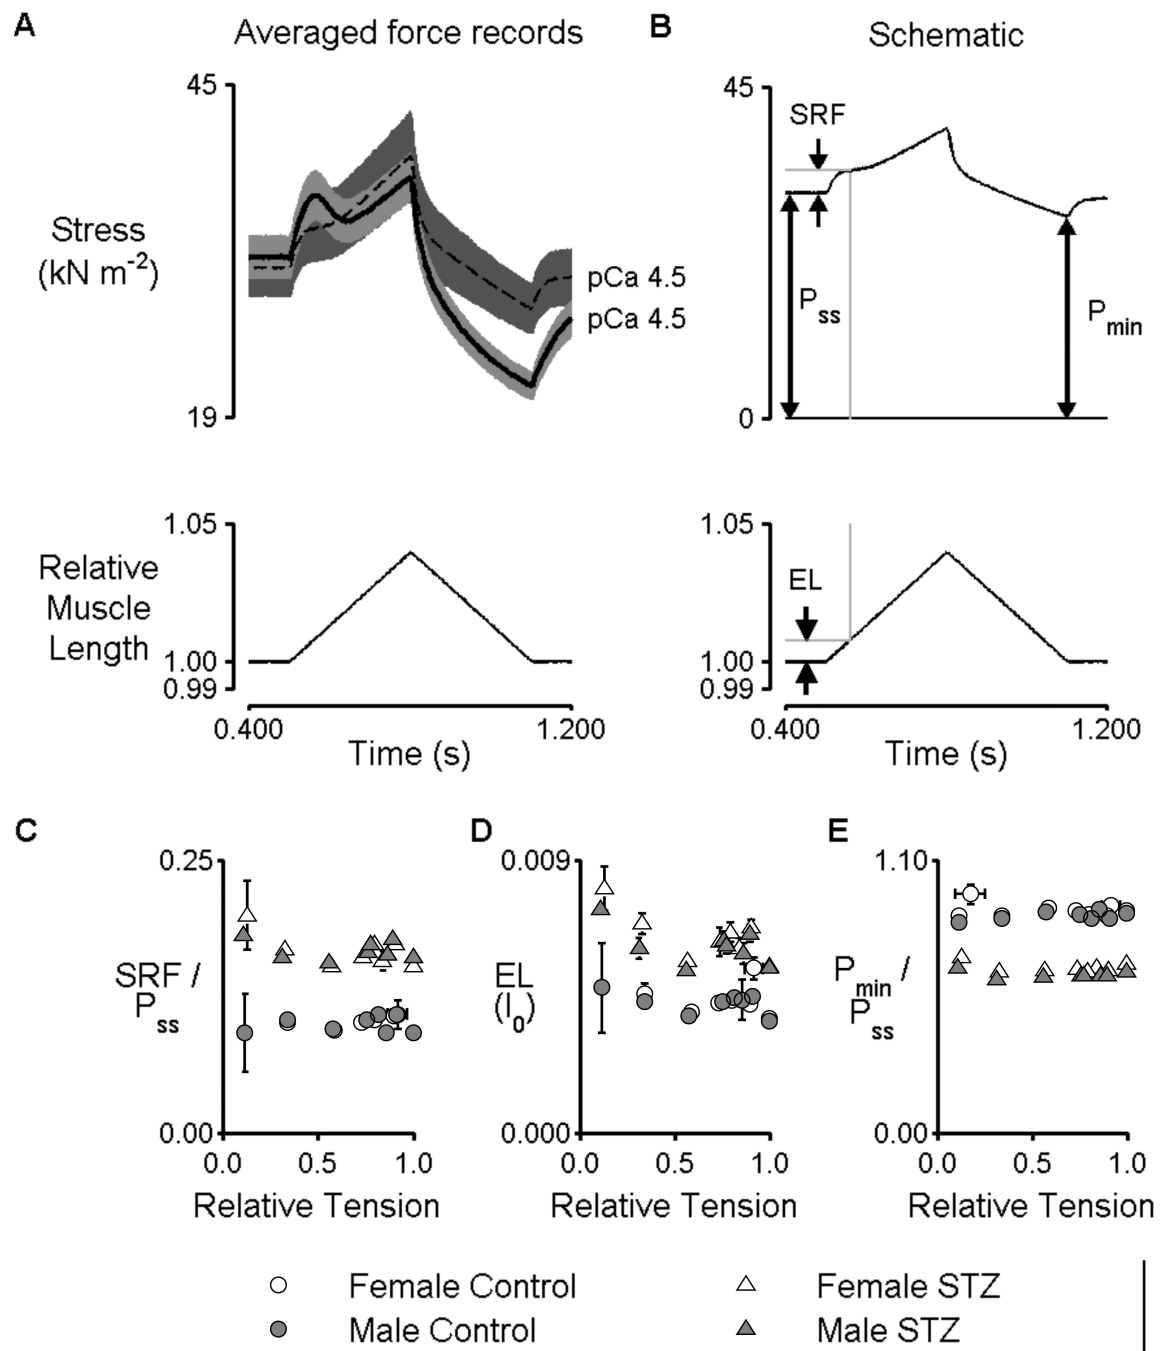 A
Averaged force records
45
Stress
(kN m-2)
19
pCa 4.5
pCa 4.5
1.05
Relative
Muscle
Length
1.00
0.99
0.400
1.200
Time (s)
B
Schematic
45
SRF
Pss
Pmin
0
1.05
EL
1.00
0.99
0.400
1.200
Time (s)
C
0.25
SRF /
Pss
0.00
0.0
0.5
1.0
Relative Tension
D
0.009
EL
(l0)
0.000
0.0
0.5
1.0
Relative Tension
E
1.10
Pmin /
Pss
0.00
0.0
0.5
1.0
Relative Tension
Female Control
Female STZ
Male Control
Male STZ